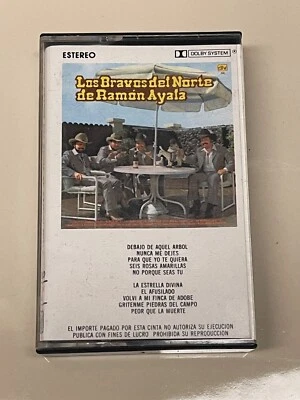 ESTEREO
DOLBY SYSTEM
Los Bravos del Norte
de Ramón Ayala
DEBAJO DE AQUEL ARBOL
NUNCA ME DEJES
PARA QUE YO TE QUIERA
SEIS ROSAS AMARILLAS
NO PORQUE SEAS TU
LA ESTRELLA DIVINA
EL AFUSILADO
VOLVI A MI FINCA DE ADOBE
GRITENME PIEDRAS DEL CAMPO
PEOR QUE LA MUERTE
EL IMPORTE PAGADO POR ESTA CINTA NO AUTORIZA SU EJECUCION
PUBLICA CON FINES DE LUCRO PROHIBIDA SU REPRODUCCION